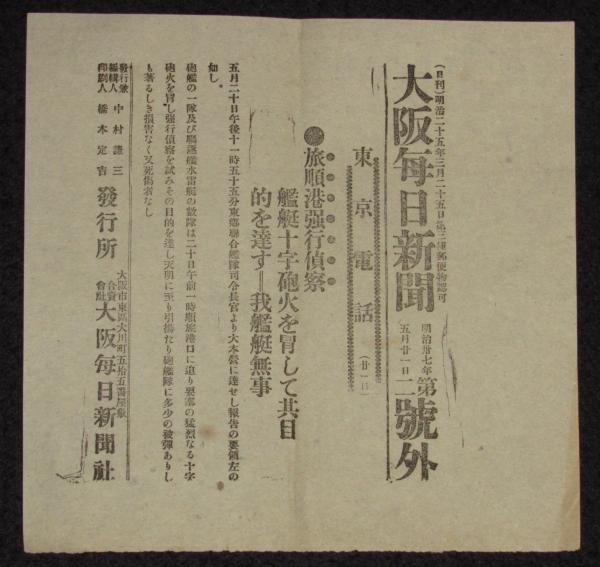 (日刊)明治二十五年三月二十五日第三種郵便物認可
大阪毎日新聞
明治卅七年
五月廿一日
第二號外
東京電話
(廿一日)
旅順港强行偵察
艦艇十字砲火を冒して其目
的を達す―我艦艇無事
五月二十日午後十一時五十五分東郷聯合艦隊司令長官より大本營に達せし報告の要領左の
如し。
砲艦の一隊及び驅逐艦水雷艇の數隊は二十日午前一時順旅港口に迫り要部の猛烈なる十字
砲火を冒し强行偵察を試みその目的を達し天明に至り引揚たり砲艦隊に多少の被彈ありし
も著るしき損害なく又死傷者なし
發行兼
編輯人
中村謹三
印刷人
橋本定吉
發行所
大阪市東區大川町五拾五番屋敷
合資
會社
大阪毎日新聞社